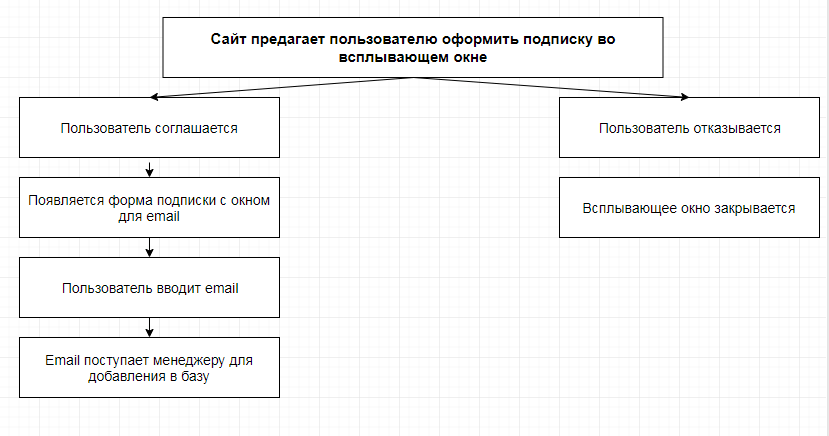 Сайт предагает пользователю оформить подписку во
всплывающем окне
Пользователь соглашается
Пользователь отказывается
Появляется форма подписки с окном
для email
Всплывающее окно закрывается
Пользователь вводит email
Email поступает менеджеру для
добавления в базу